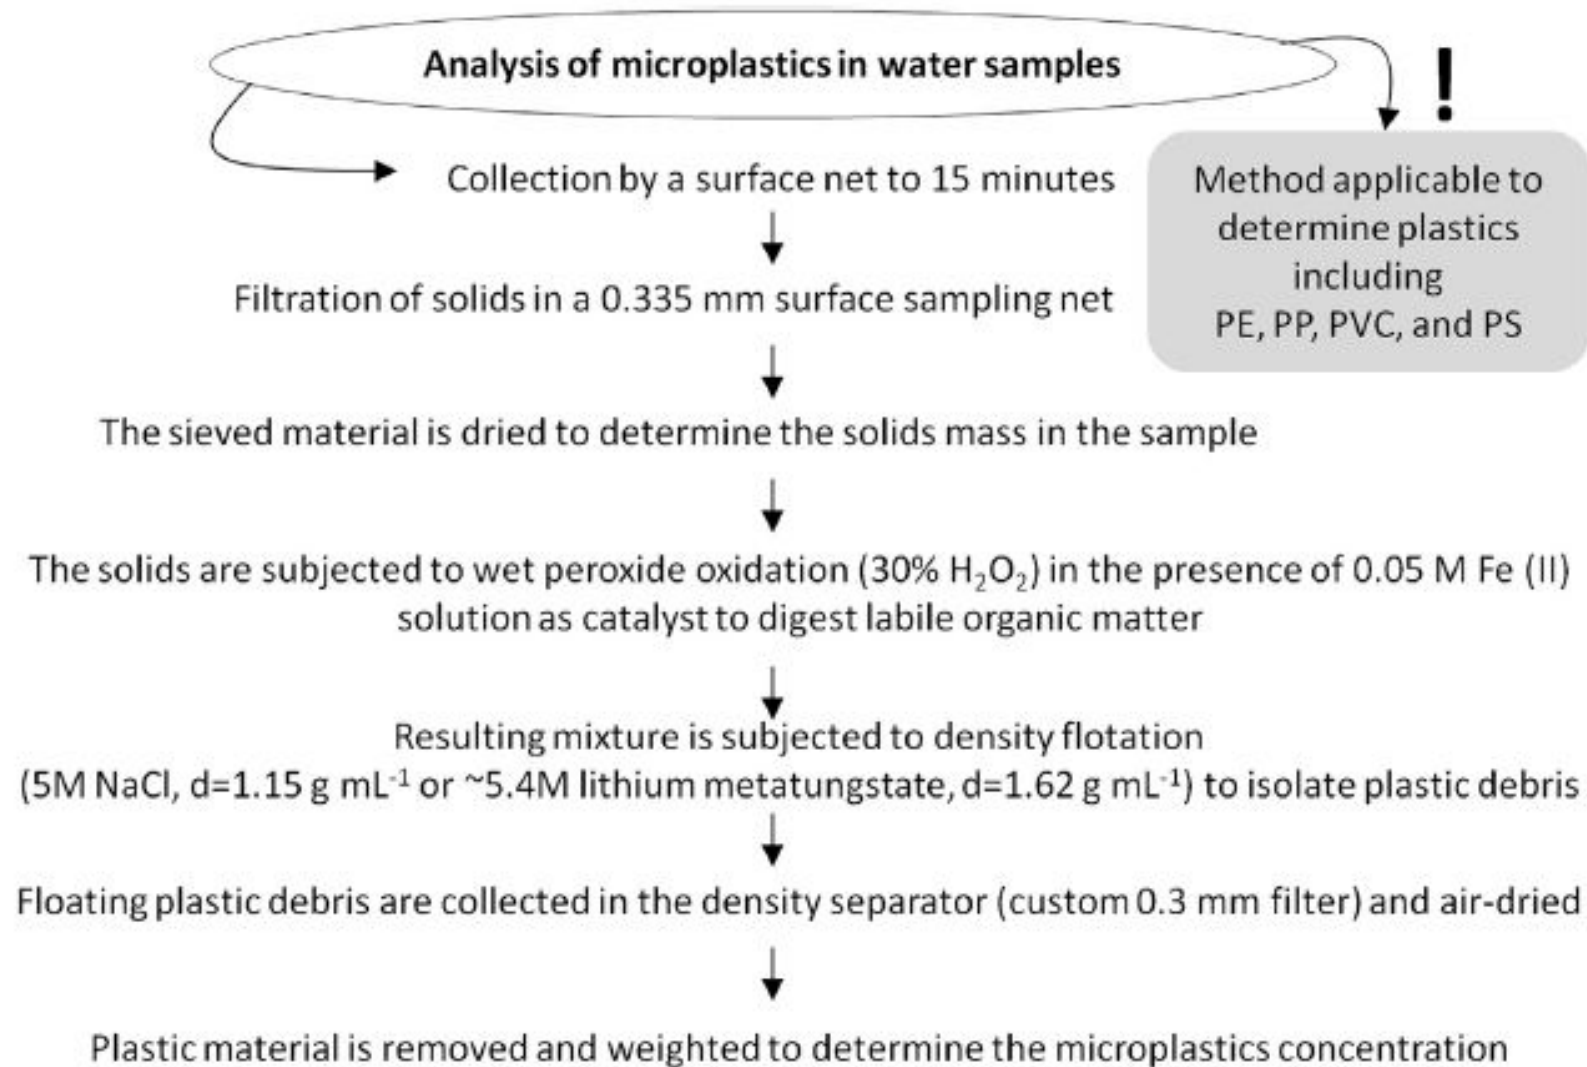 Analysis of microplastics in water samples
!
Collection by a surface net to 15 minutes
Method applicable to
determine plastics
including
PE, PP, PVC, and PS
Filtration of solids in a 0.335 mm surface sampling net
The sieved material is dried to determine the solids mass in the sample
The solids are subjected to wet peroxide oxidation (30% H₂O₂) in the presence of 0.05 M Fe (II)
solution as catalyst to digest labile organic matter
Resulting mixture is subjected to density flotation
(5M NaCl, d=1.15 g mL⁻¹ or ~5.4M lithium metatungstate, d=1.62 g mL⁻¹) to isolate plastic debris
Floating plastic debris are collected in the density separator (custom 0.3 mm filter) and air-dried
Plastic material is removed and weighted to determine the microplastics concentration